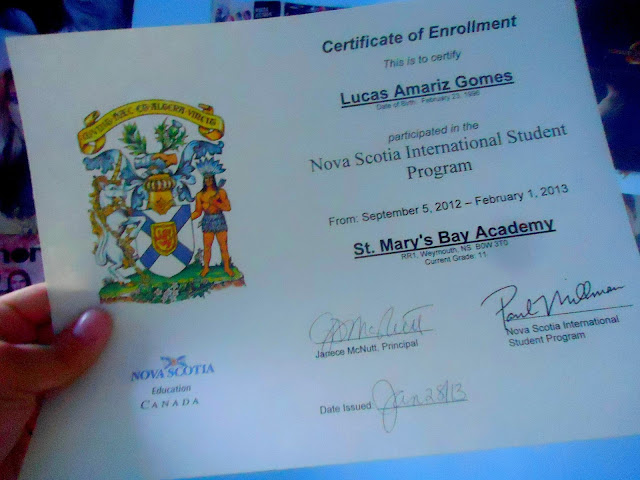 Certificate of Enrollment
This is to certify
Lucas Amariz Gomes
Date of Birth: February 23, 1996
participated in the
Nova Scotia International Student
Program
From: September 5, 2012 – February 1, 2013
St. Mary's Bay Academy
RR1, Weymouth, NS B0W 3T0
Current Grade: 11
Janece McNutt, Principal
Paul Millman
Nova Scotia International
Student Program
Date Issued Jan 28/13
NOVA SCOTIA
Education
CANADA